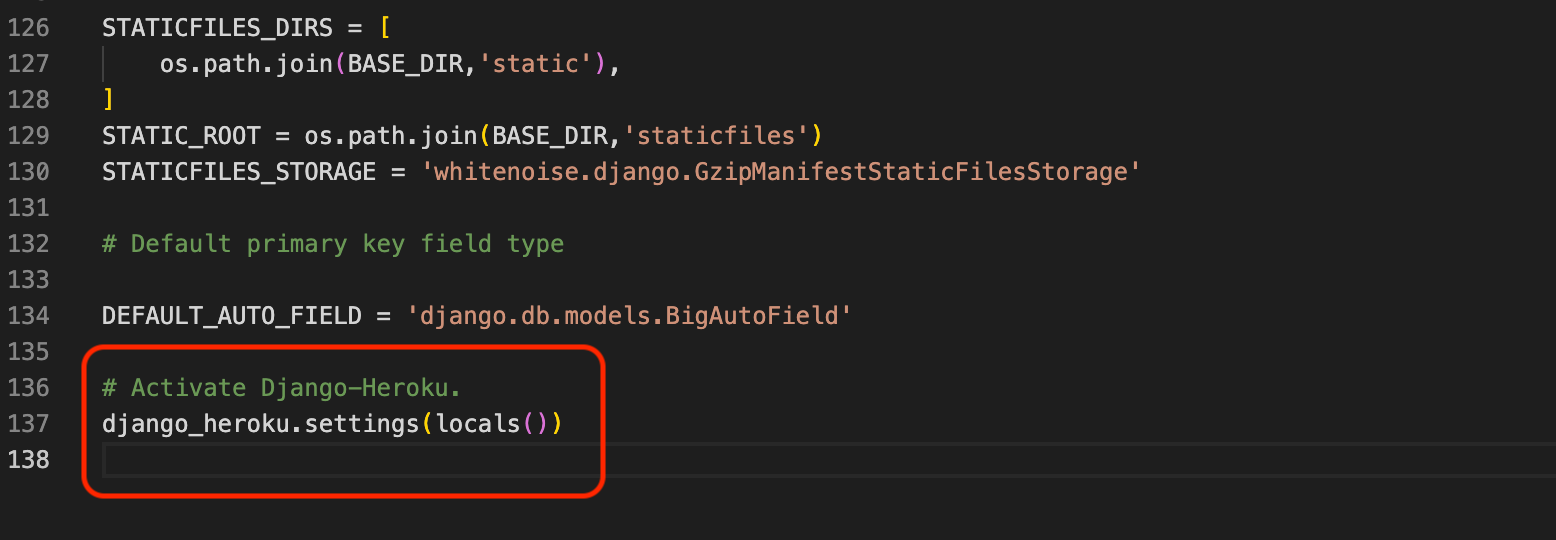 126 STATICFILES_DIRS = [
127     os.path.join(BASE_DIR,'static'),
128 ]
129 STATIC_ROOT = os.path.join(BASE_DIR,'staticfiles')
130 STATICFILES_STORAGE = 'whitenoise.django.GzipManifestStaticFilesStorage'
131
132 # Default primary key field type
133
134 DEFAULT_AUTO_FIELD = 'django.db.models.BigAutoField'
135
136 # Activate Django-Heroku.
137 django_heroku.settings(locals())
138